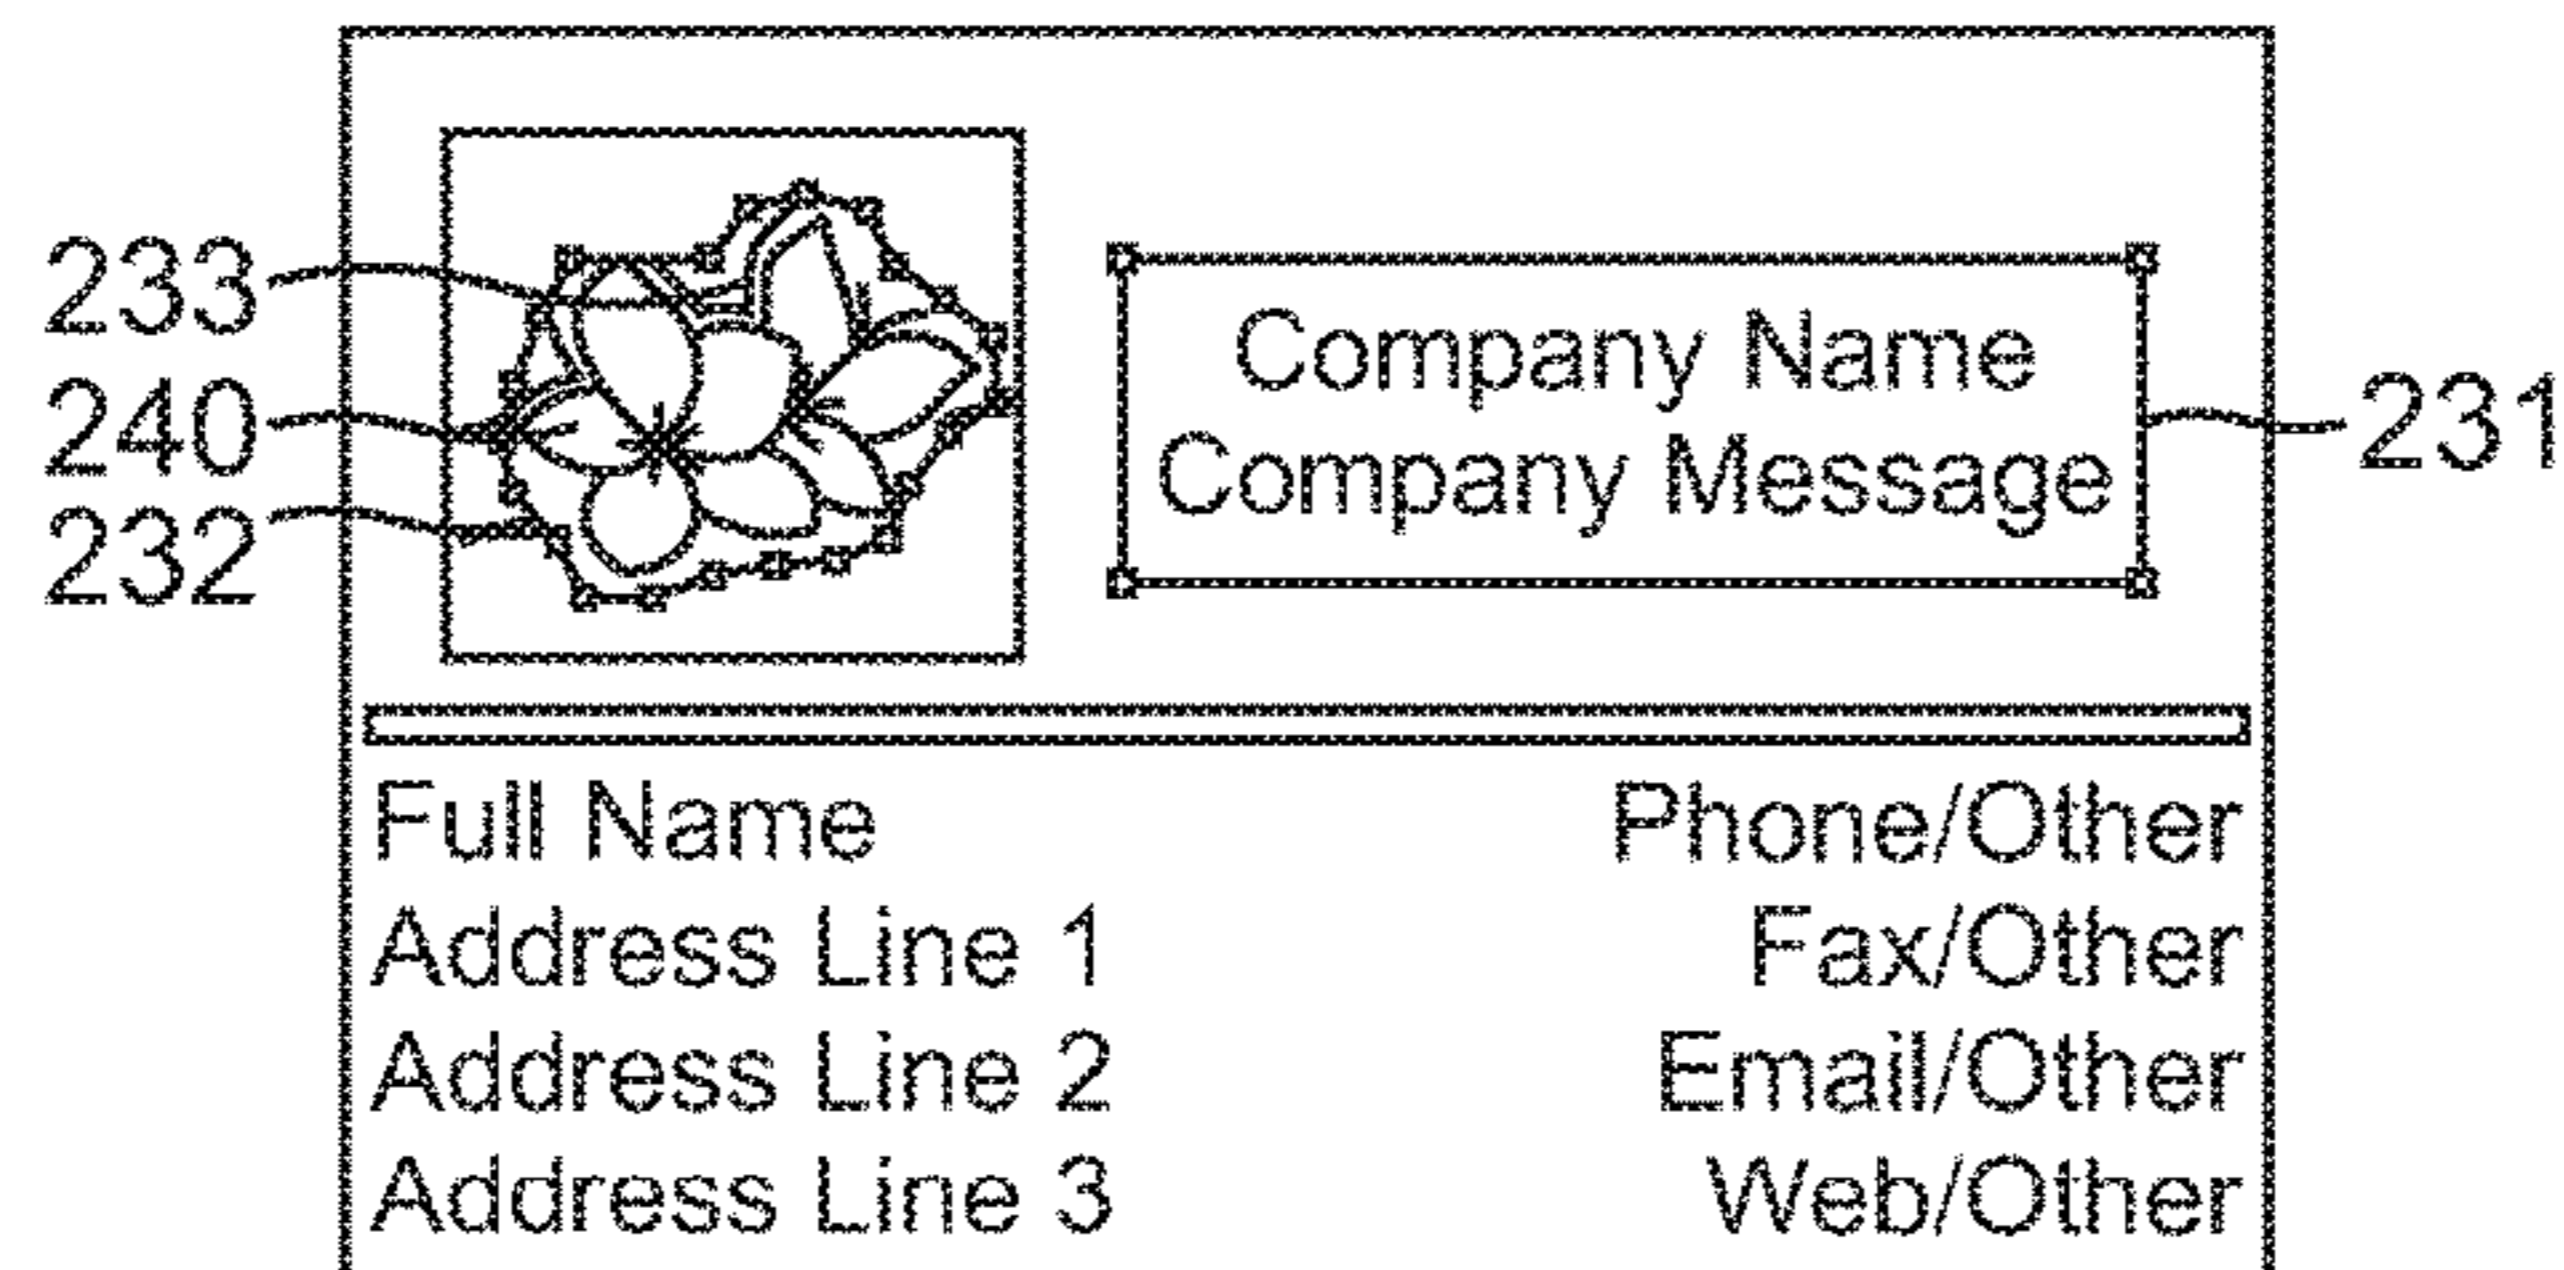 233
240
232
Company Name
Company Message
231
Full Name
Address Line 1
Address Line 2
Address Line 3
Phone/Other
Fax/Other
Email/Other
Web/Other